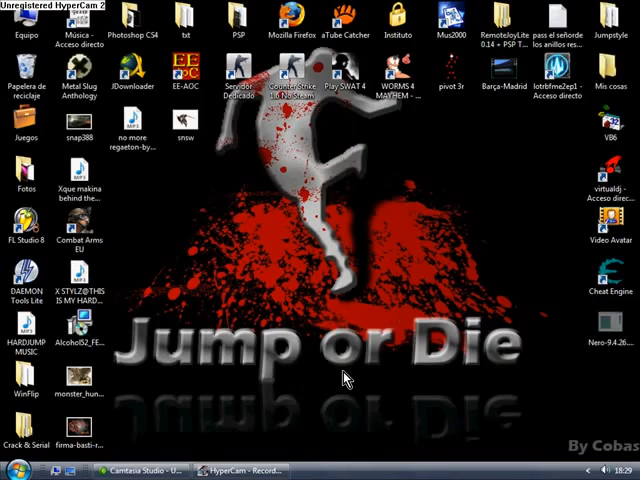 Unregistered HyperCam 2
Equipo
Música -
Acceso directo
Photoshop CS4
txt
PSP
Mozilla Firefox
aTube Catcher
Instituto
Mus2000
RemoteJoyLite
0.14 + PSP T...
pass el señorde
los anillos res...
Jumpstyle
Papelera de
reciclaje
Metal Slug
Anthology
JDownloader
EE-AOC
Servidor
Dedicado
Counter Strike
1.6 No Steam
Play SWAT 4
WORMS 4
MAYHEM - ...
pivot 3r
Barça-Madrid
lotrbfme2ep1 -
Acceso directo
Mis cosas
Juegos
snap388
no more
regaeton-by...
snsw
VB6
Fotos
Xque makina
behind the...
virtualdj -
Acceso direc...
FL Studio 8
Combat Arms
EU
Video Avatar
DAEMON
Tools Lite
X STYLZ@THIS
IS MY HARD...
Cheat Engine
HARDJUMP
MUSIC
Alcohol52_FE...
Nero-9.4.26....
Jump or Die
WinFlip
monster_hun...
Crack & Serial
firma-basti-r...
By Cobas
Camtasia Studio - U...
HyperCam - Record...
18:29